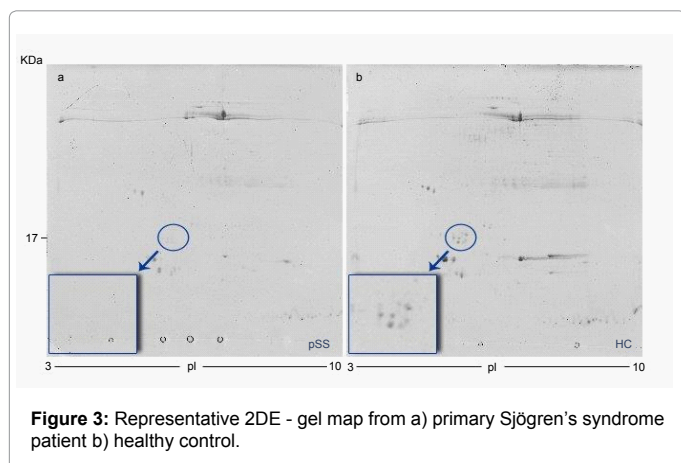 KDa
a
b
17
pSS
HC
3 pI 10
3 pI 10
Figure 3: Representative 2DE - gel map from a) primary Sjögren's syndrome
patient b) healthy control.